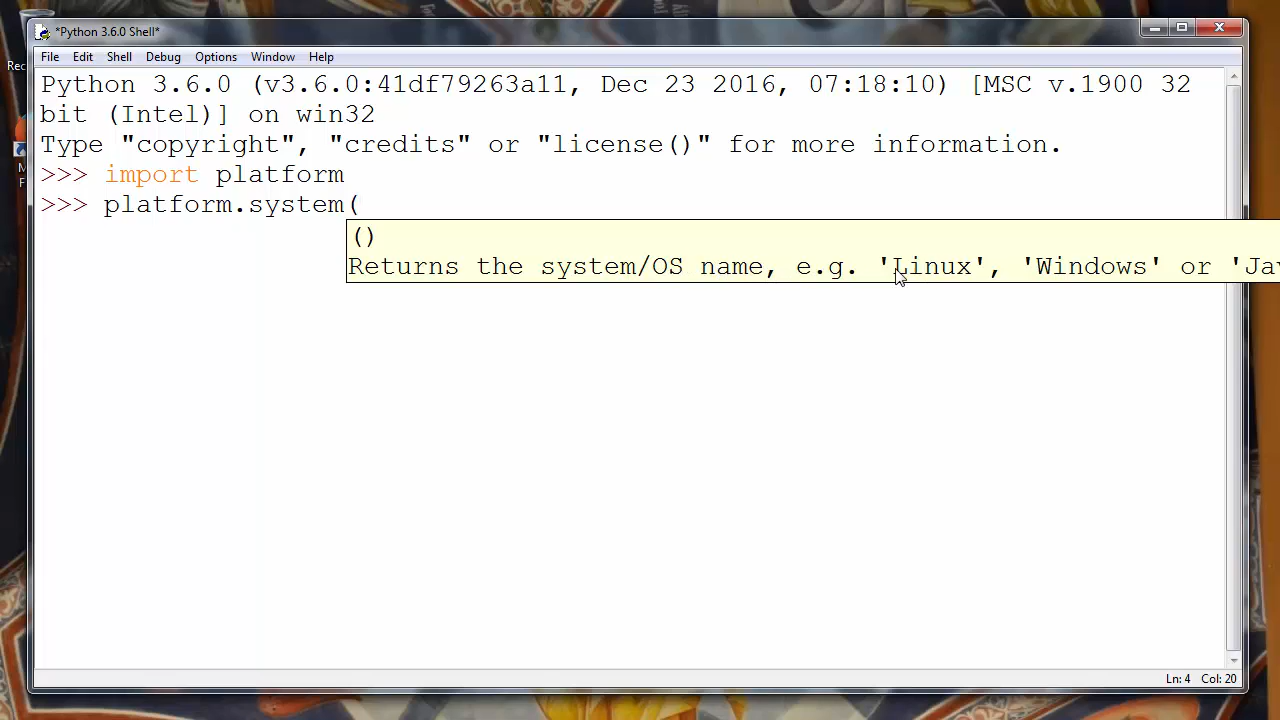 *Python 3.6.0 Shell*
File Edit Shell Debug Options Window Help
Python 3.6.0 (v3.6.0:41df79263a11, Dec 23 2016, 07:18:10) [MSC v.1900 32
bit (Intel)] on win32
Type "copyright", "credits" or "license()" for more information.
>>> import platform
>>> platform.system(
()
Returns the system/OS name, e.g. 'Linux', 'Windows' or 'Jav
Ln: 4 Col: 20
Rec
M
F